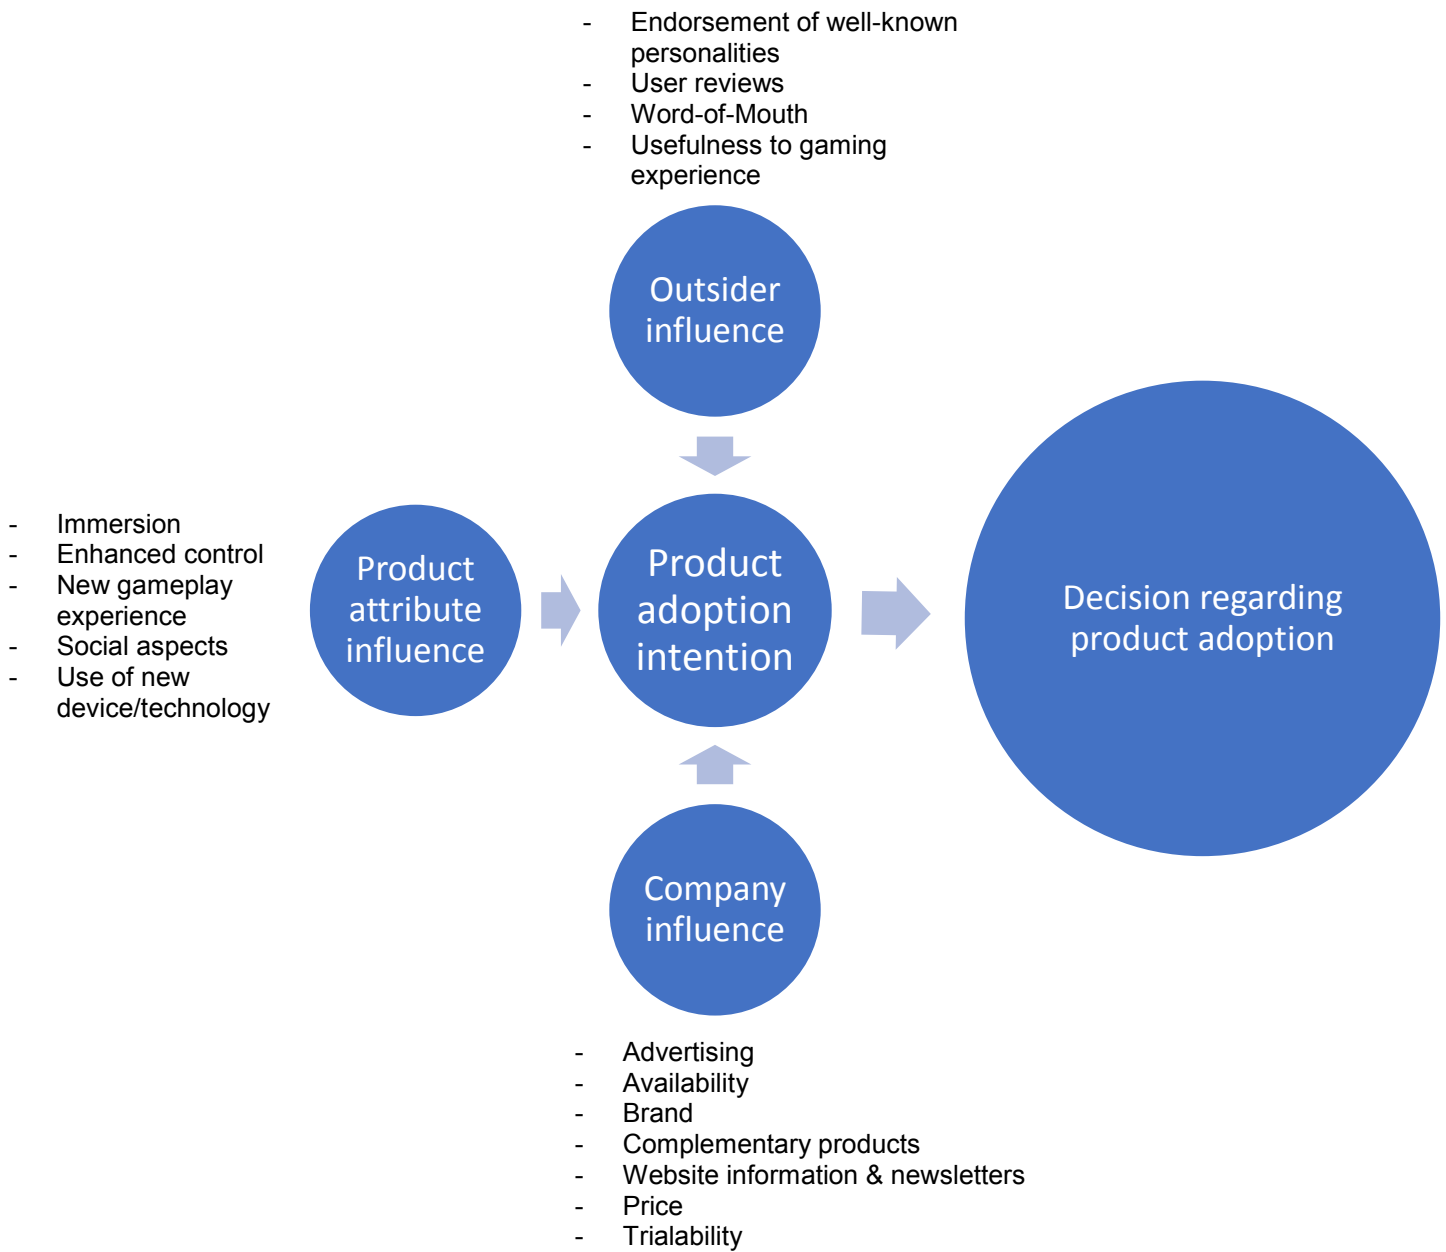 - Endorsement of well-known
personalities
- User reviews
- Word-of-Mouth
- Usefulness to gaming
experience
Outsider
influence
- Immersion
- Enhanced control
- New gameplay
experience
- Social aspects
- Use of new
device/technology
Product
attribute
influence
Product
adoption
intention
Decision regarding
product adoption
Company
influence
- Advertising
- Availability
- Brand
- Complementary products
- Website information & newsletters
- Price
- Trialability